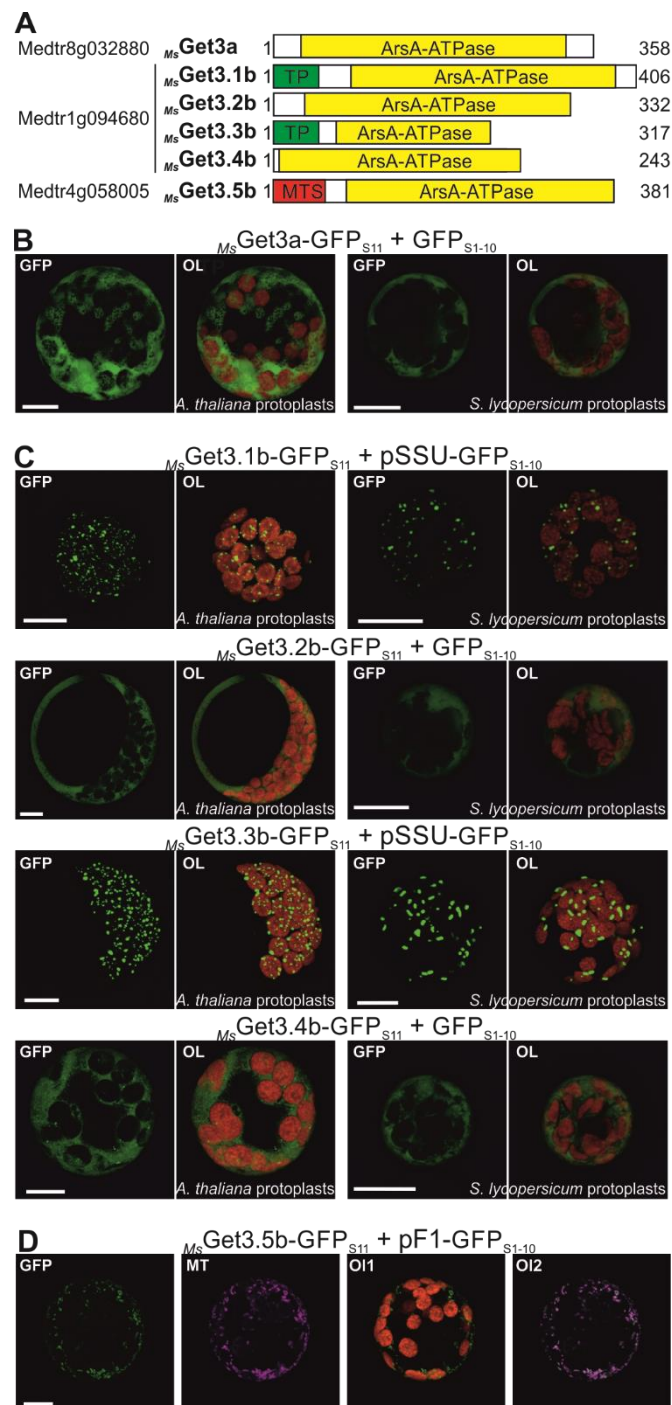 A
Medtr8g032880 MsGet3a 1 ArsA-ATPase 358
MsGet3.1b 1 TP ArsA-ATPase 406
Medtr1g094680 MsGet3.2b 1 ArsA-ATPase 332
MsGet3.3b 1 TP ArsA-ATPase 317
MsGet3.4b 1 ArsA-ATPase 243
Medtr4g058005 MsGet3.5b 1 MTS ArsA-ATPase 381
B
MsGet3a-GFPS11 + GFPS1-10
GFP OL GFP OL
A. thaliana protoplasts S. lycopersicum protoplasts
C
MsGet3.1b-GFPS11 + pSSU-GFPS1-10
GFP OL GFP OL
A. thaliana protoplasts S. lycopersicum protoplasts
MsGet3.2b-GFPS11 + GFPS1-10
GFP OL GFP OL
A. thaliana protoplasts S. lycopersicum protoplasts
MsGet3.3b-GFPS11 + pSSU-GFPS1-10
GFP OL GFP OL
A. thaliana protoplasts S. lycopersicum protoplasts
MsGet3.4b-GFPS11 + GFPS1-10
GFP OL GFP OL
A. thaliana protoplasts S. lycopersicum protoplasts
D
MsGet3.5b-GFPS11 + pF1-GFPS1-10
GFP MT Ol1 Ol2